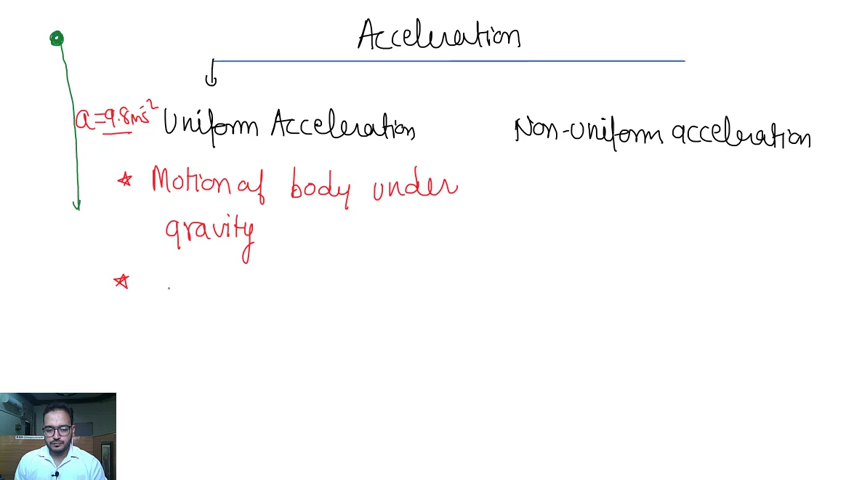 Acceleration
a=9.8ms⁻²
Uniform Acceleration
Non-uniform acceleration
* Motion of body under
gravity
*